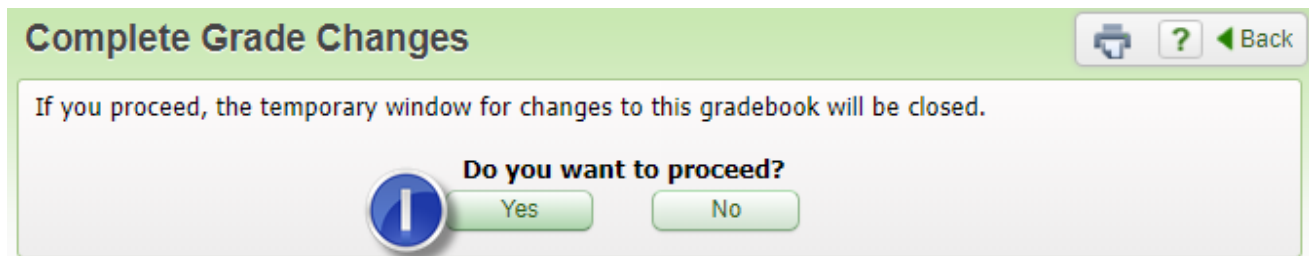 Complete Grade Changes
? Back
If you proceed, the temporary window for changes to this gradebook will be closed.
Do you want to proceed?
I
Yes No